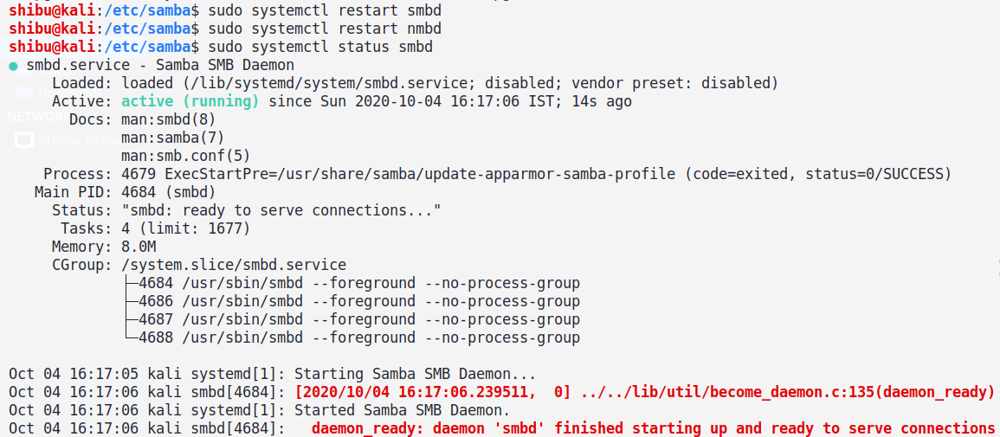 shibu@kali:/etc/samba$ sudo systemctl restart smbd
shibu@kali:/etc/samba$ sudo systemctl restart nmbd
shibu@kali:/etc/samba$ sudo systemctl status smbd
● smbd.service - Samba SMB Daemon
     Loaded: loaded (/lib/systemd/system/smbd.service; disabled; vendor preset: disabled)
     Active: active (running) since Sun 2020-10-04 16:17:06 IST; 14s ago
       Docs: man:smbd(8)
             man:samba(7)
             man:smb.conf(5)
    Process: 4679 ExecStartPre=/usr/share/samba/update-apparmor-samba-profile (code=exited, status=0/SUCCESS)
   Main PID: 4684 (smbd)
     Status: "smbd: ready to serve connections..."
      Tasks: 4 (limit: 1677)
     Memory: 8.0M
     CGroup: /system.slice/smbd.service
             ├─4684 /usr/sbin/smbd --foreground --no-process-group
             ├─4686 /usr/sbin/smbd --foreground --no-process-group
             ├─4687 /usr/sbin/smbd --foreground --no-process-group
             └─4688 /usr/sbin/smbd --foreground --no-process-group
Oct 04 16:17:05 kali systemd[1]: Starting Samba SMB Daemon...
Oct 04 16:17:06 kali smbd[4684]: [2020/10/04 16:17:06.239511,  0] ../../lib/util/become_daemon.c:135(daemon_ready)
Oct 04 16:17:06 kali systemd[1]: Started Samba SMB Daemon.
Oct 04 16:17:06 kali smbd[4684]:   daemon_ready: daemon 'smbd' finished starting up and ready to serve connections